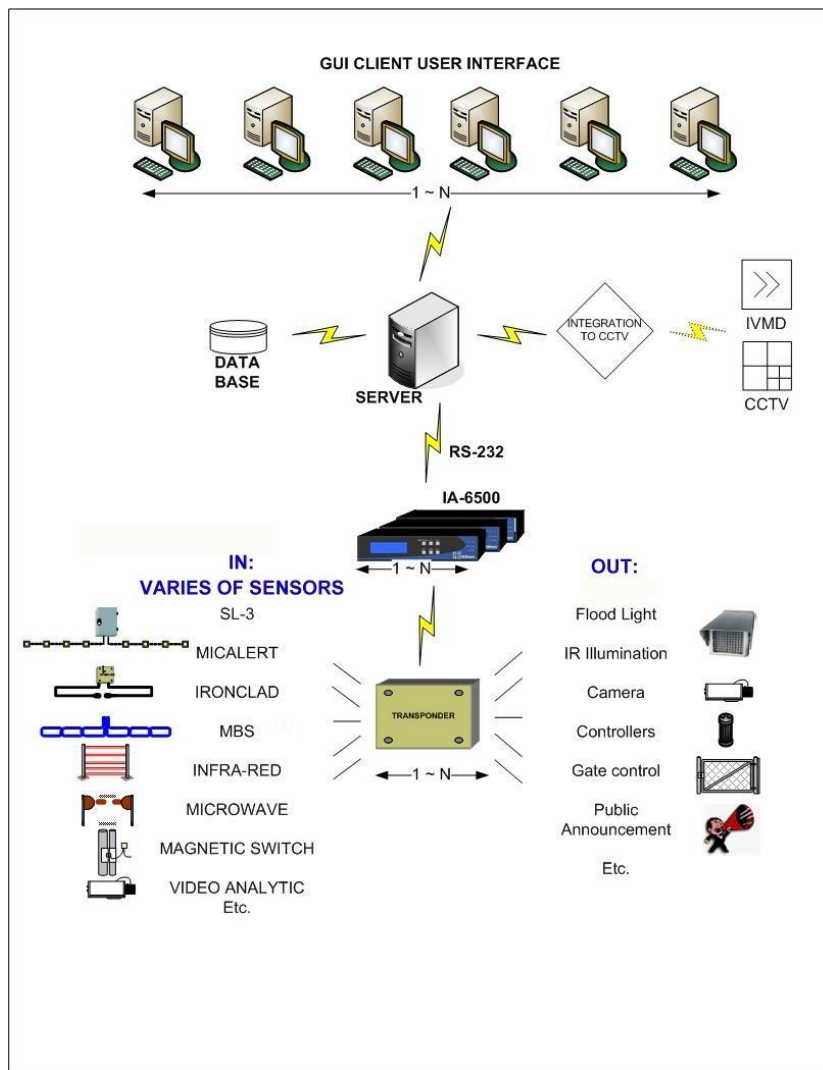 GUI CLIENT USER INTERFACE
1 ~ N
INTEGRATION
TO CCTV
IVMD
DATA
BASE
SERVER
CCTV
RS-232
IA-6500
1 ~ N
IN:
VARIES OF SENSORS
SL-3
MICALERT
IRONCLAD
MBS
INFRA-RED
MICROWAVE
MAGNETIC SWITCH
VIDEO ANALYTIC
Etc.
TRANSPONDER
1 ~ N
OUT:
Flood Light
IR Illumination
Camera
Controllers
Gate control
Public
Announcement
Etc.